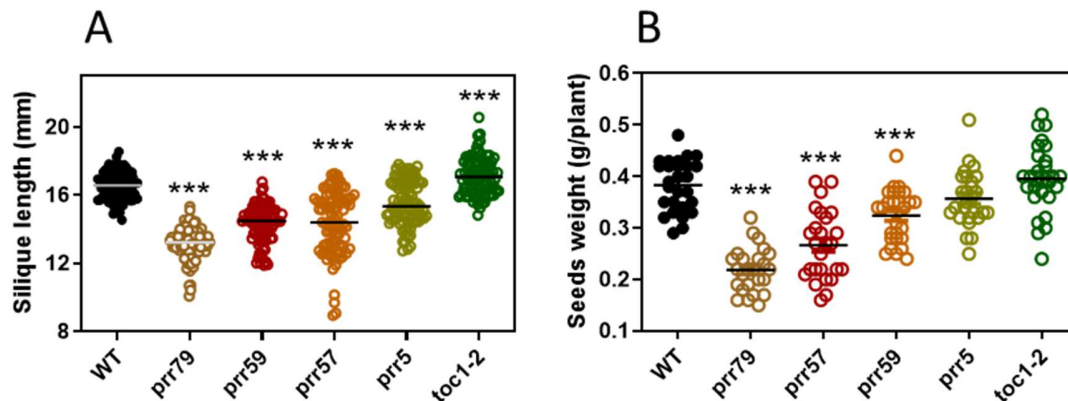 A
Silique length (mm)
20
16
12
8
***
***
***
***
***
WT
prr79
prr59
prr57
prr5
toc1-2
B
Seeds weight (g/plant)
0.6
0.5
0.4
0.3
0.2
0.1
***
***
***
WT
prr79
prr57
prr59
prr5
toc1-2